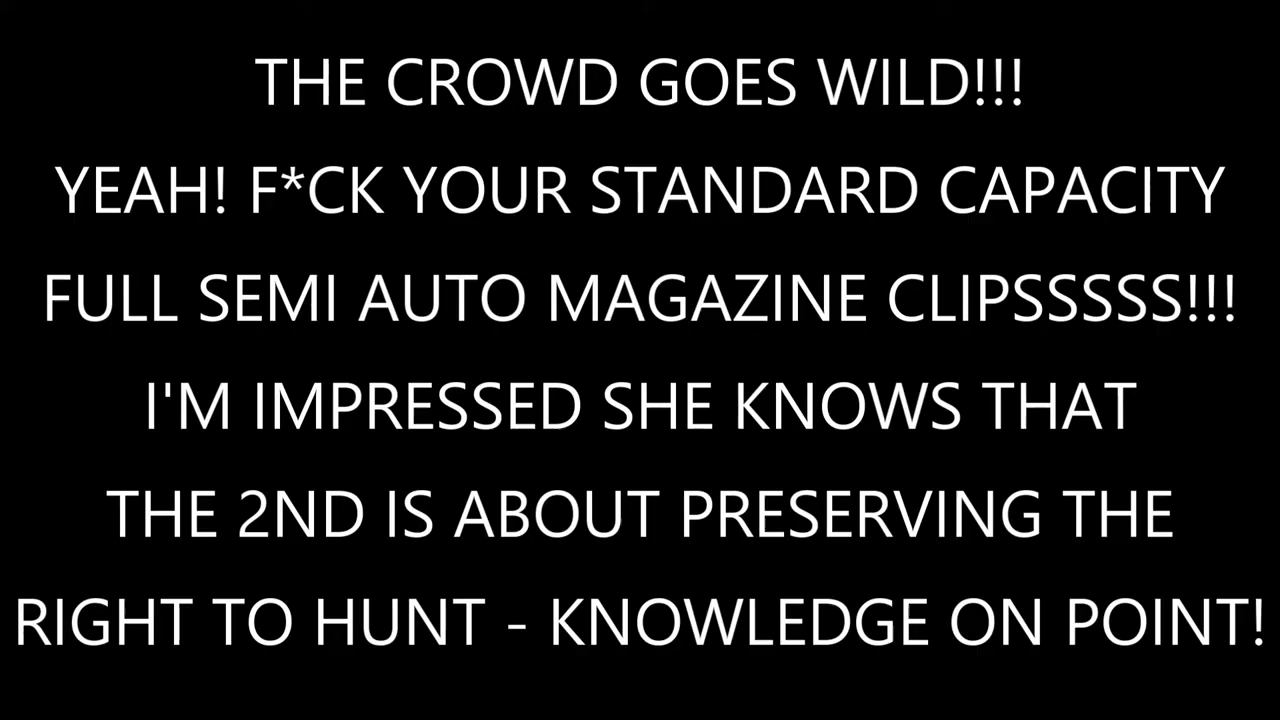 THE CROWD GOES WILD!!!
YEAH! F*CK YOUR STANDARD CAPACITY
FULL SEMI AUTO MAGAZINE CLIPSSSSS!!!
I'M IMPRESSED SHE KNOWS THAT
THE 2ND IS ABOUT PRESERVING THE
RIGHT TO HUNT - KNOWLEDGE ON POINT!